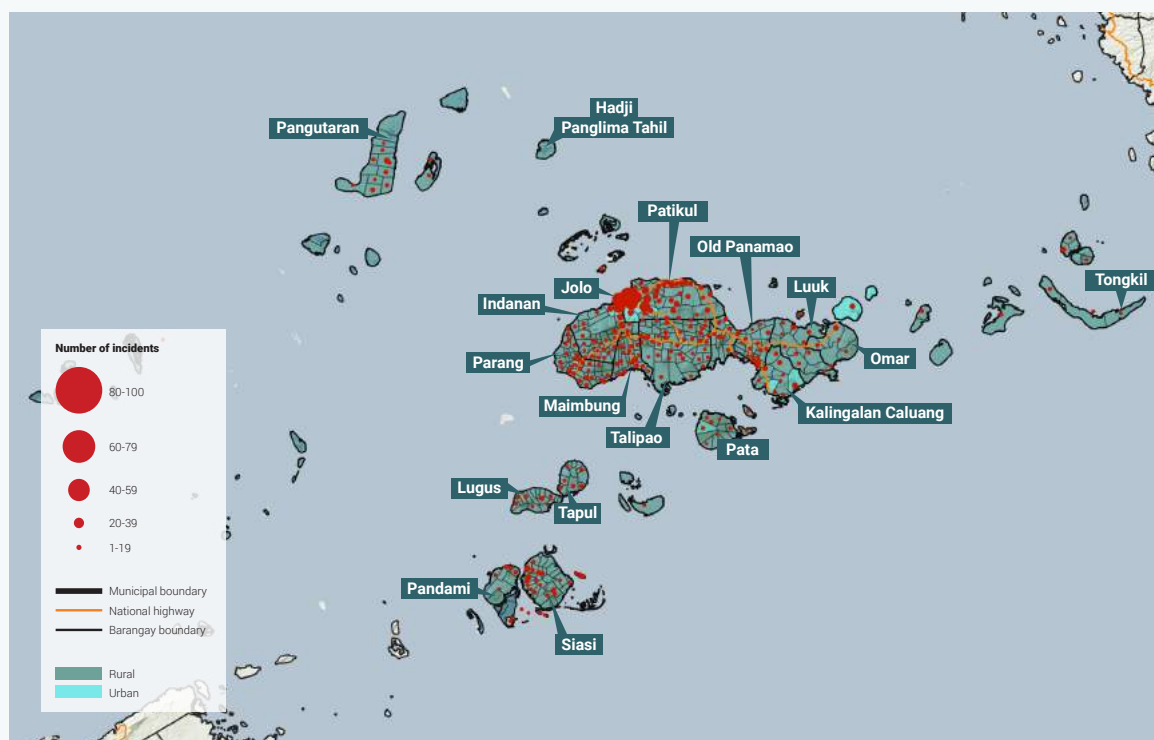 Hadji
Panglima Tahil
Pangutaran
Patikul
Old Panamao
Tongkil
Jolo
Luuk
Indanan
Parang
Omar
Maimbung
Kalingalan Caluang
Talipao
Pata
Lugus
Tapul
Pandami
Siasi
Number of incidents
80-100
60-79
40-59
20-39
1-19
Municipal boundary
National highway
Barangay boundary
Rural
Urban